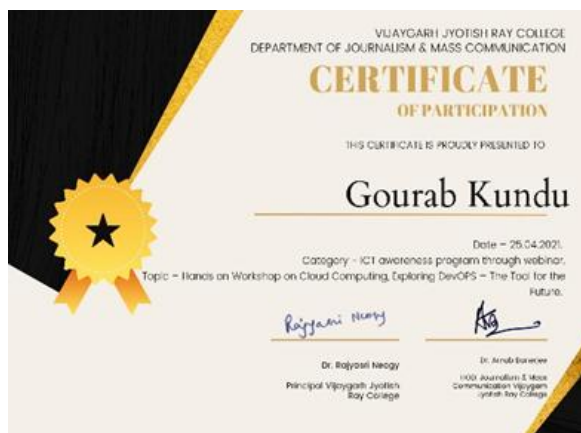 VIJAYGARH JYOTISH RAY COLLEGE
DEPARTMENT OF JOURNALISM & MASS COMMUNICATION
CERTIFICATE
OF PARTICIPATION
THIS CERTIFICATE IS PROUDLY PRESENTED TO
Gourab Kundu
Date – 25.04.2021.
Category - ICT awareness program through webinar.
Topic – Hands on Workshop on Cloud Computing, Exploring DevOPS – The Tool for the
Future.
Rajyasri Neogy
Dr. Rajyasri Neogy
Dr. Arnab Banerjee
Principal Vijaygarh Jyotish
Ray College
HOD Journalism & Mass
Communication Vijaygarh
Jyotish Ray College